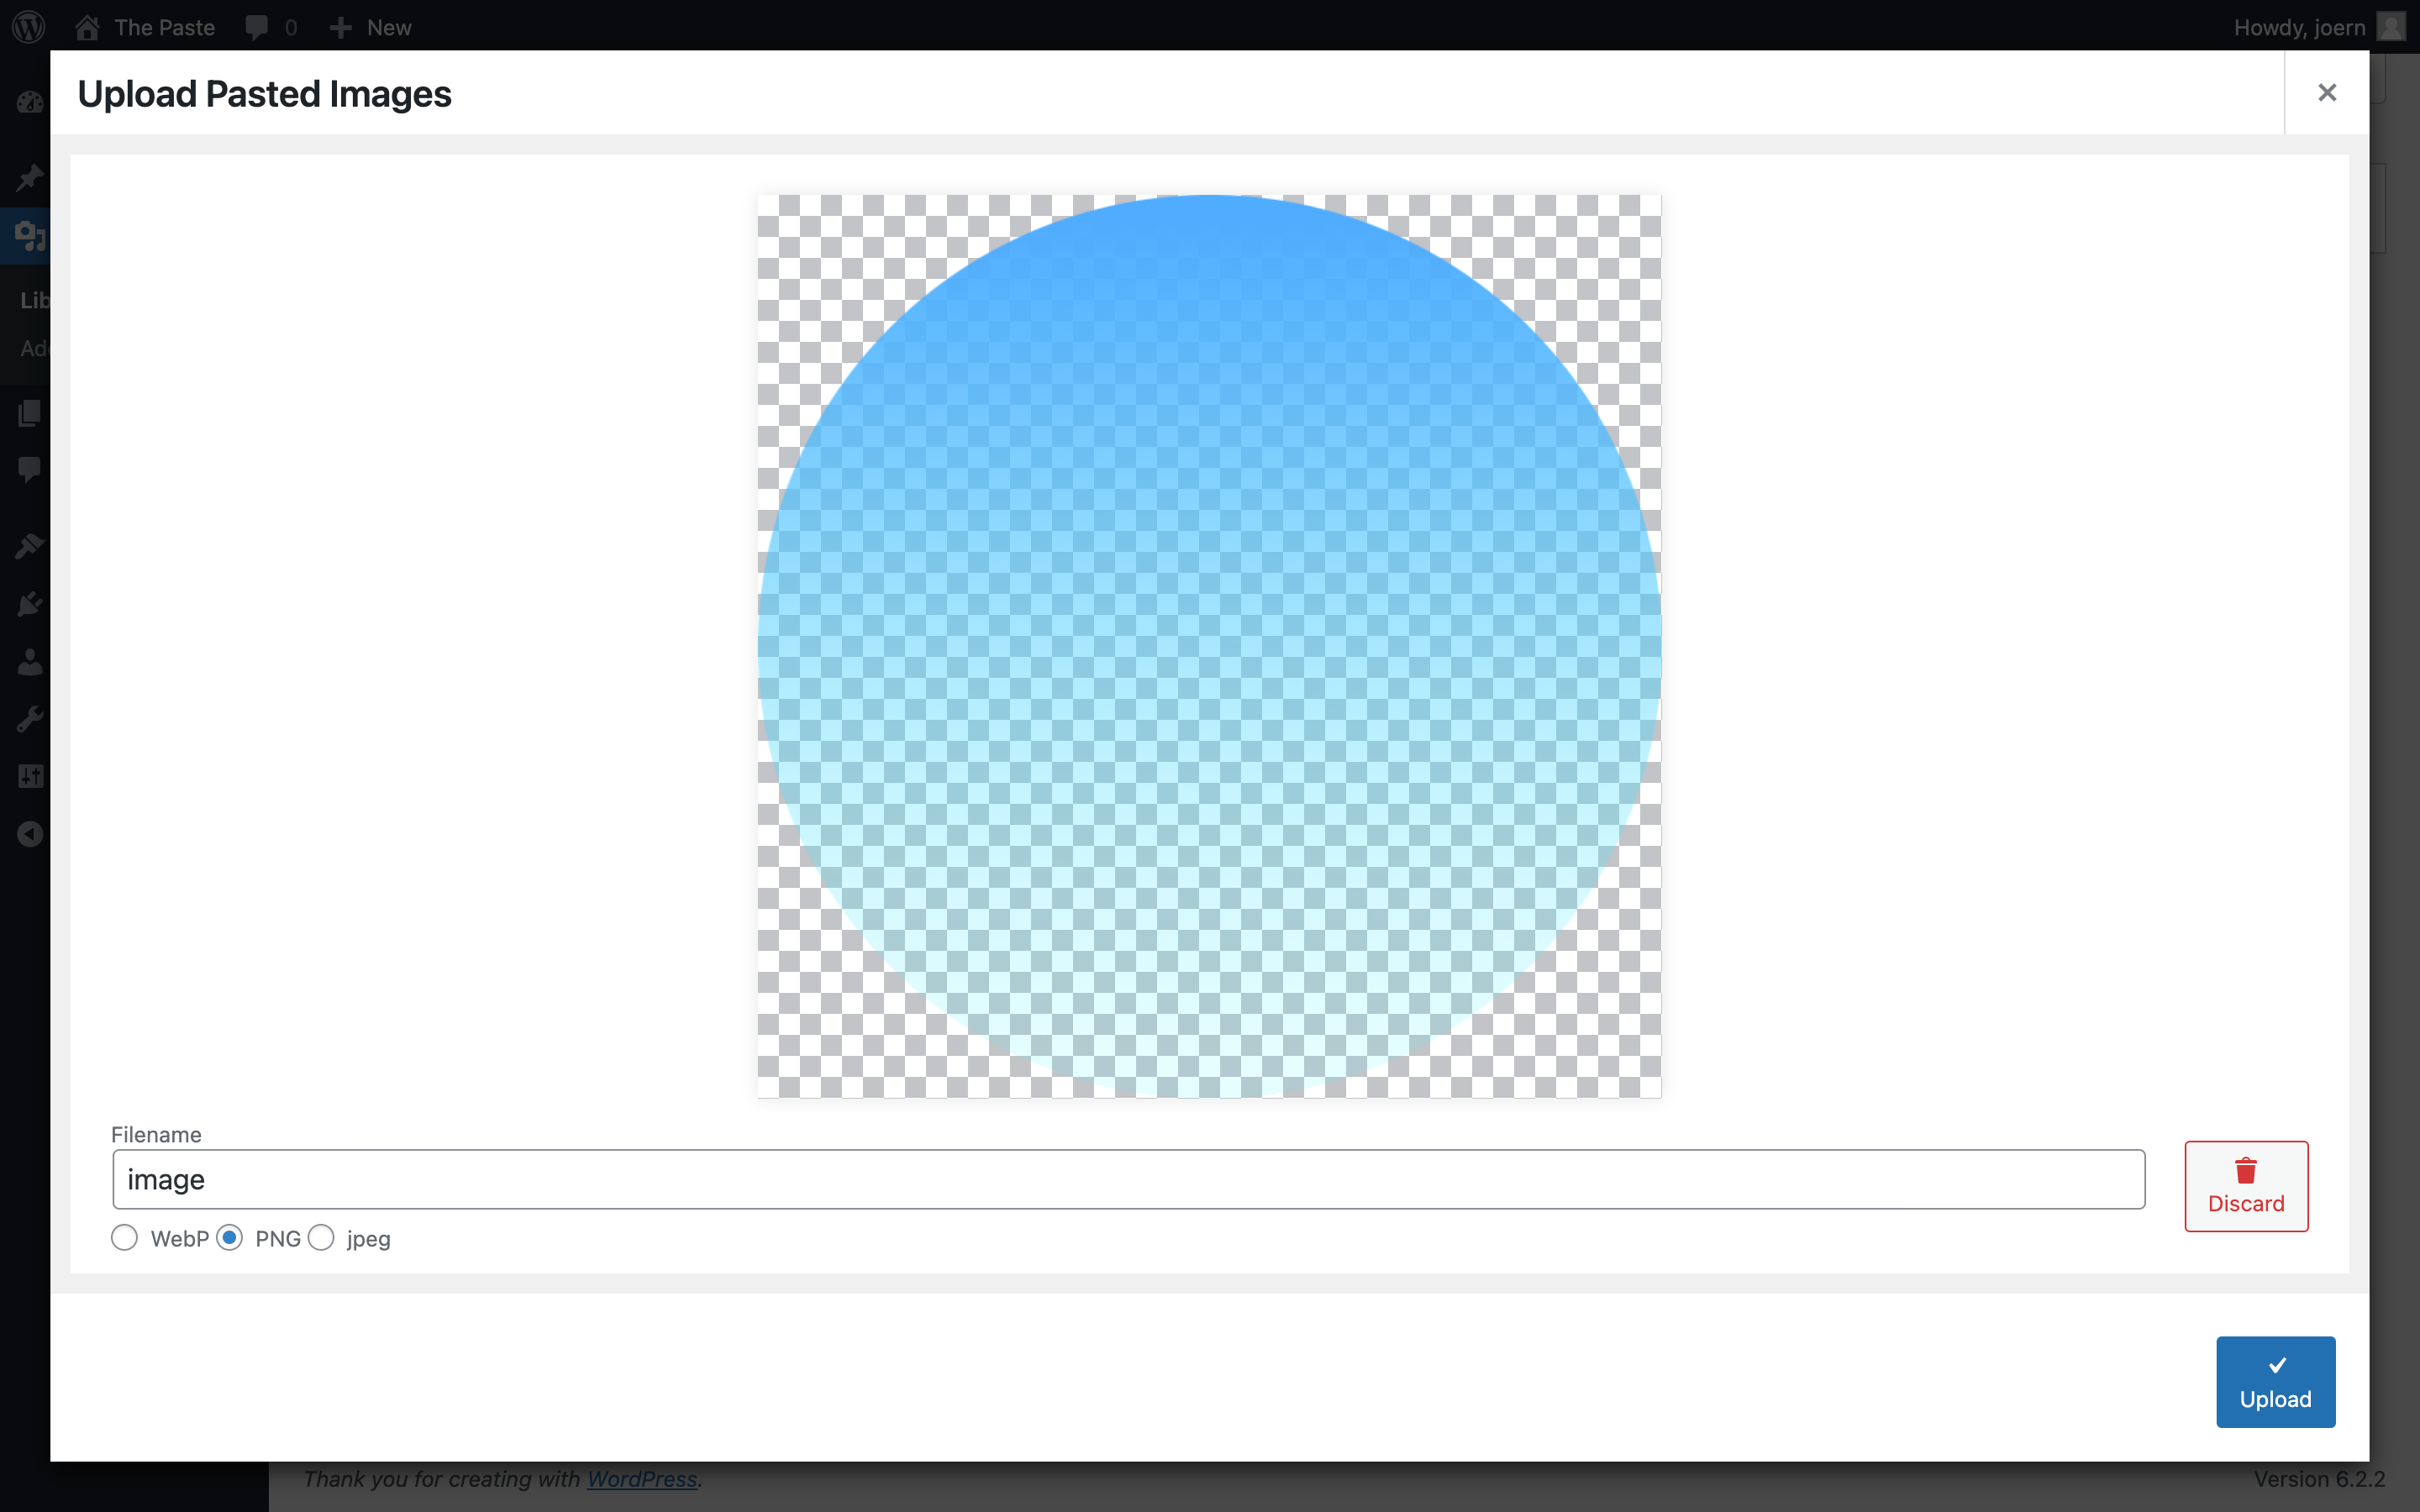 The Paste 0 New Howdy, joern
Upload Pasted Images
Lib
Add
Filename
image
WebP PNG jpeg
Discard
Upload
Thank you for creating with WordPress.
Version 6.2.2